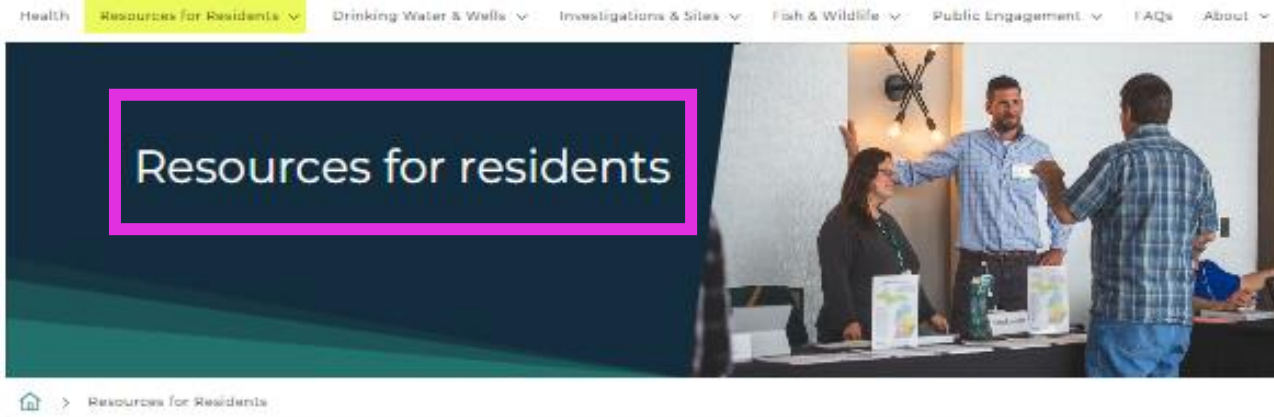 Health Resources for Residents Drinking Water & Wells Investigations & Sites Fish & Wildlife Public Engagement FAQs About
Resources for residents
> Resources for Residents